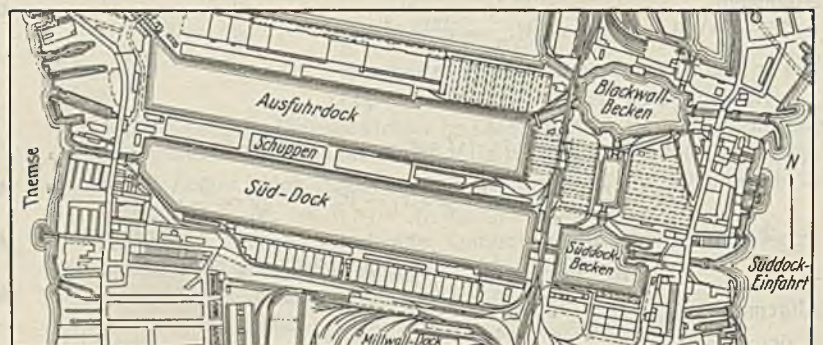 Ausfuhrdock
Blackwall-
Becken
Schuppen
Themse
Süd-Dock
N
Süddock-
Becken
Süddock-
Einfahrt
Millwall-Dock